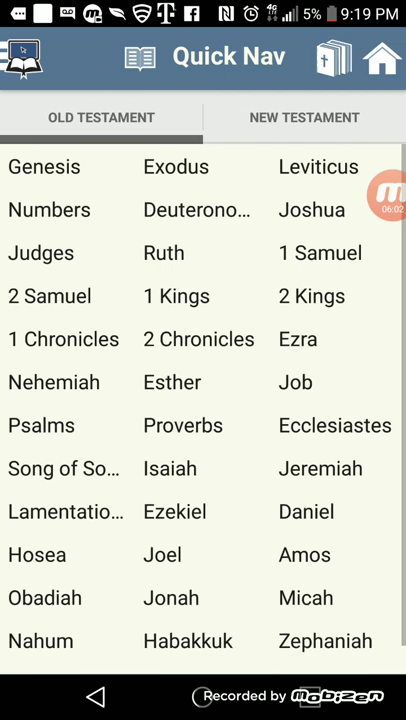 5% 9:19 PM
Quick Nav
OLD TESTAMENT NEW TESTAMENT
Genesis Exodus Leviticus
Numbers Deuterono... Joshua
06:02
Judges Ruth 1 Samuel
2 Samuel 1 Kings 2 Kings
1 Chronicles 2 Chronicles Ezra
Nehemiah Esther Job
Psalms Proverbs Ecclesiastes
Song of So... Isaiah Jeremiah
Lamentatio... Ezekiel Daniel
Hosea Joel Amos
Obadiah Jonah Micah
Nahum Habakkuk Zephaniah
Recorded by mobizen